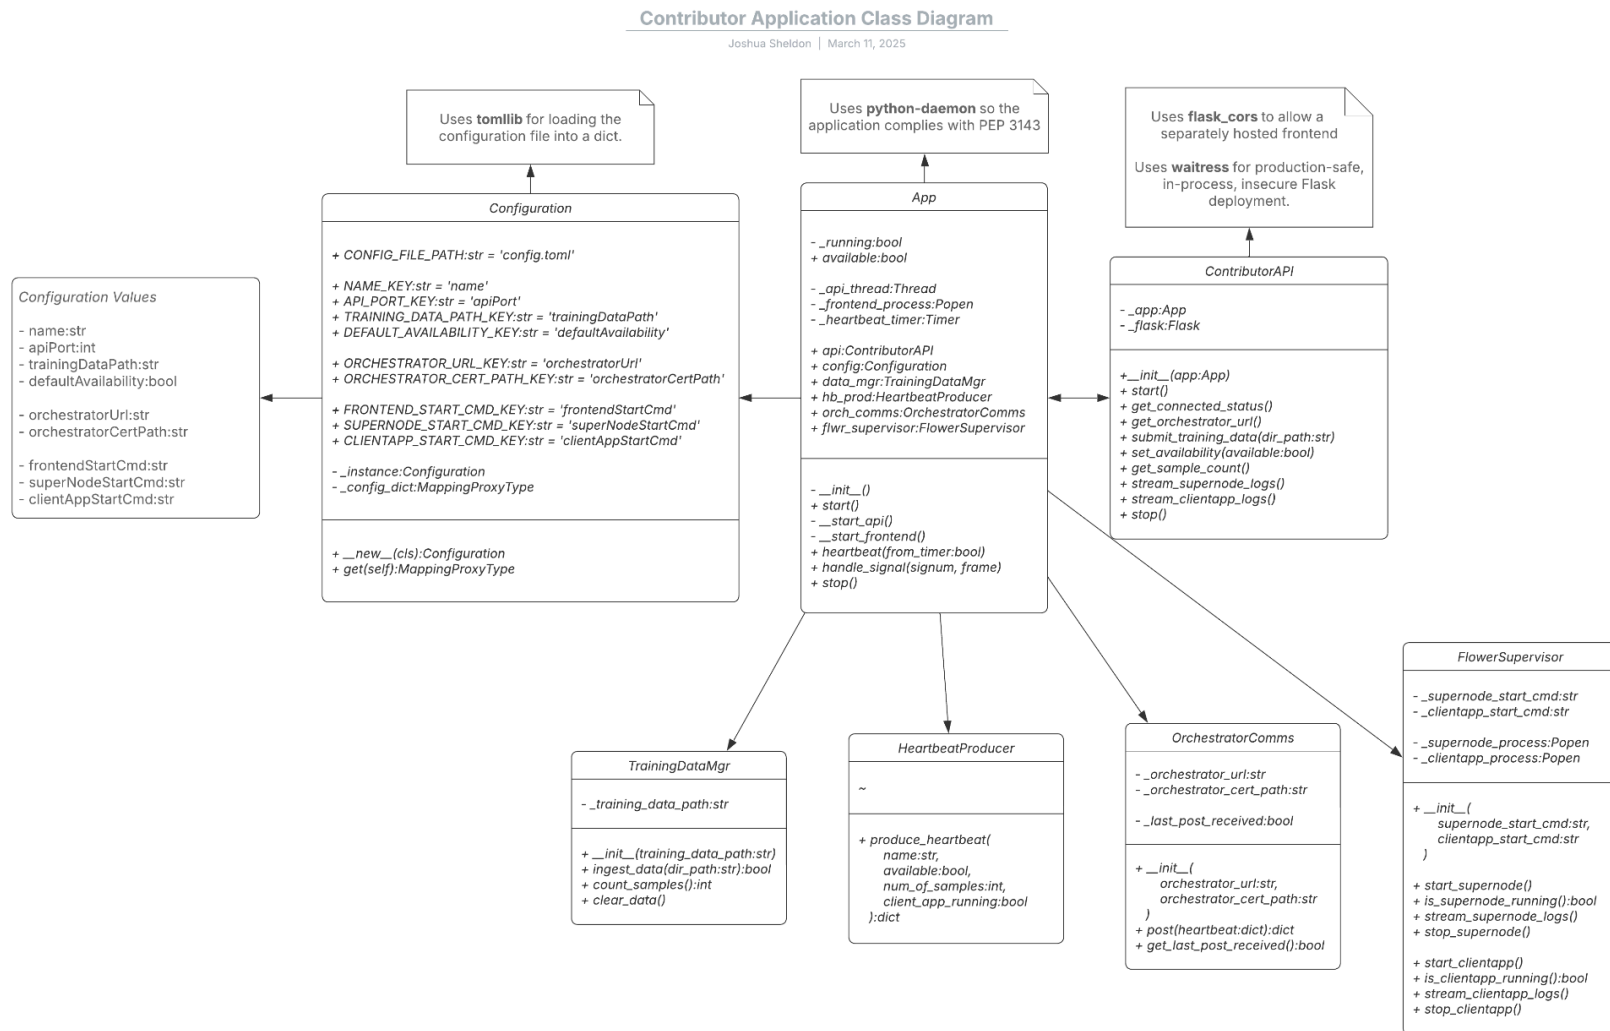 Contributor Application Class Diagram
Joshua Sheldon | March 11, 2025
Uses tomllib for loading the
configuration file into a dict.
Uses python-daemon so the
application complies with PEP 3143
Uses flask_cors to allow a
separately hosted frontend
Uses waitress for production-safe,
in-process, insecure Flask
deployment.
Configuration Values
- name:str
- apiPort:int
- trainingDataPath:str
- defaultAvailability:bool
- orchestratorUrl:str
- orchestratorCertPath:str
- frontendStartCmd:str
- superNodeStartCmd:str
- clientAppStartCmd:str
Configuration
+ CONFIG_FILE_PATH:str = 'config.toml'
+ NAME_KEY:str = 'name'
+ API_PORT_KEY:str = 'apiPort'
+ TRAINING_DATA_PATH_KEY:str = 'trainingDataPath'
+ DEFAULT_AVAILABILITY_KEY:str = 'defaultAvailability'
+ ORCHESTRATOR_URL_KEY:str = 'orchestratorUrl'
+ ORCHESTRATOR_CERT_PATH_KEY:str = 'orchestratorCertPath'
+ FRONTEND_START_CMD_KEY:str = 'frontendStartCmd'
+ SUPERNODE_START_CMD_KEY:str = 'superNodeStartCmd'
+ CLIENTAPP_START_CMD_KEY:str = 'clientAppStartCmd'
- _instance:Configuration
- _config_dict:MappingProxyType
+ __new__(cls):Configuration
+ get(self):MappingProxyType
App
- _running:bool
+ available:bool
- _api_thread:Thread
- _frontend_process:Popen
- _heartbeat_timer:Timer
+ api:ContributorAPI
+ config:Configuration
+ data_mgr:TrainingDataMgr
+ hb_prod:HeartbeatProducer
+ orch_comms:OrchestratorComms
+ flwr_supervisor:FlowerSupervisor
- __init__()
+ start()
- __start_api()
- __start_frontend()
+ heartbeat(from_timer:bool)
+ handle_signal(signum, frame)
+ stop()
ContributorAPI
- _app:App
- _flask:Flask
+__init__(app:App)
+ start()
+ get_connected_status()
+ get_orchestrator_url()
+ submit_training_data(dir_path:str)
+ set_availability(available:bool)
+ get_sample_count()
+ stream_supernode_logs()
+ stream_clientapp_logs()
+ stop()
TrainingDataMgr
- _training_data_path:str
+ __init__(training_data_path:str)
+ ingest_data(dir_path:str):bool
+ count_samples():int
+ clear_data()
HeartbeatProducer
~
+ produce_heartbeat(
name:str,
available:bool,
num_of_samples:int,
client_app_running:bool
):dict
OrchestratorComms
- _orchestrator_url:str
- _orchestrator_cert_path:str
- _last_post_received:bool
+ __init__(
orchestrator_url:str,
orchestrator_cert_path:str
)
+ post(heartbeat:dict):dict
+ get_last_post_received():bool
FlowerSupervisor
- _supernode_start_cmd:str
- _clientapp_start_cmd:str
- _supernode_process:Popen
- _clientapp_process:Popen
+ __init__(
supernode_start_cmd:str,
clientapp_start_cmd:str
)
+ start_supernode()
+ is_supernode_running():bool
+ stream_supernode_logs()
+ stop_supernode()
+ start_clientapp()
+ is_clientapp_running():bool
+ stream_clientapp_logs()
+ stop_clientapp()